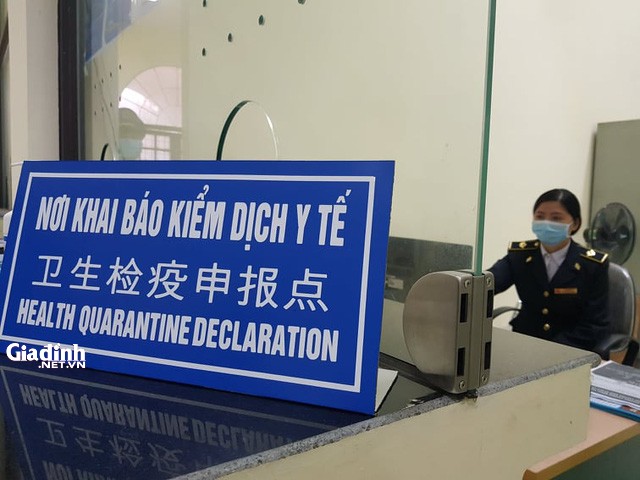 NƠI KHAI BÁO KIỂM DỊCH Y TẾ
卫生检疫申报点
HEALTH QUARANTINE DECLARATION
Giadinh
.NET.VN